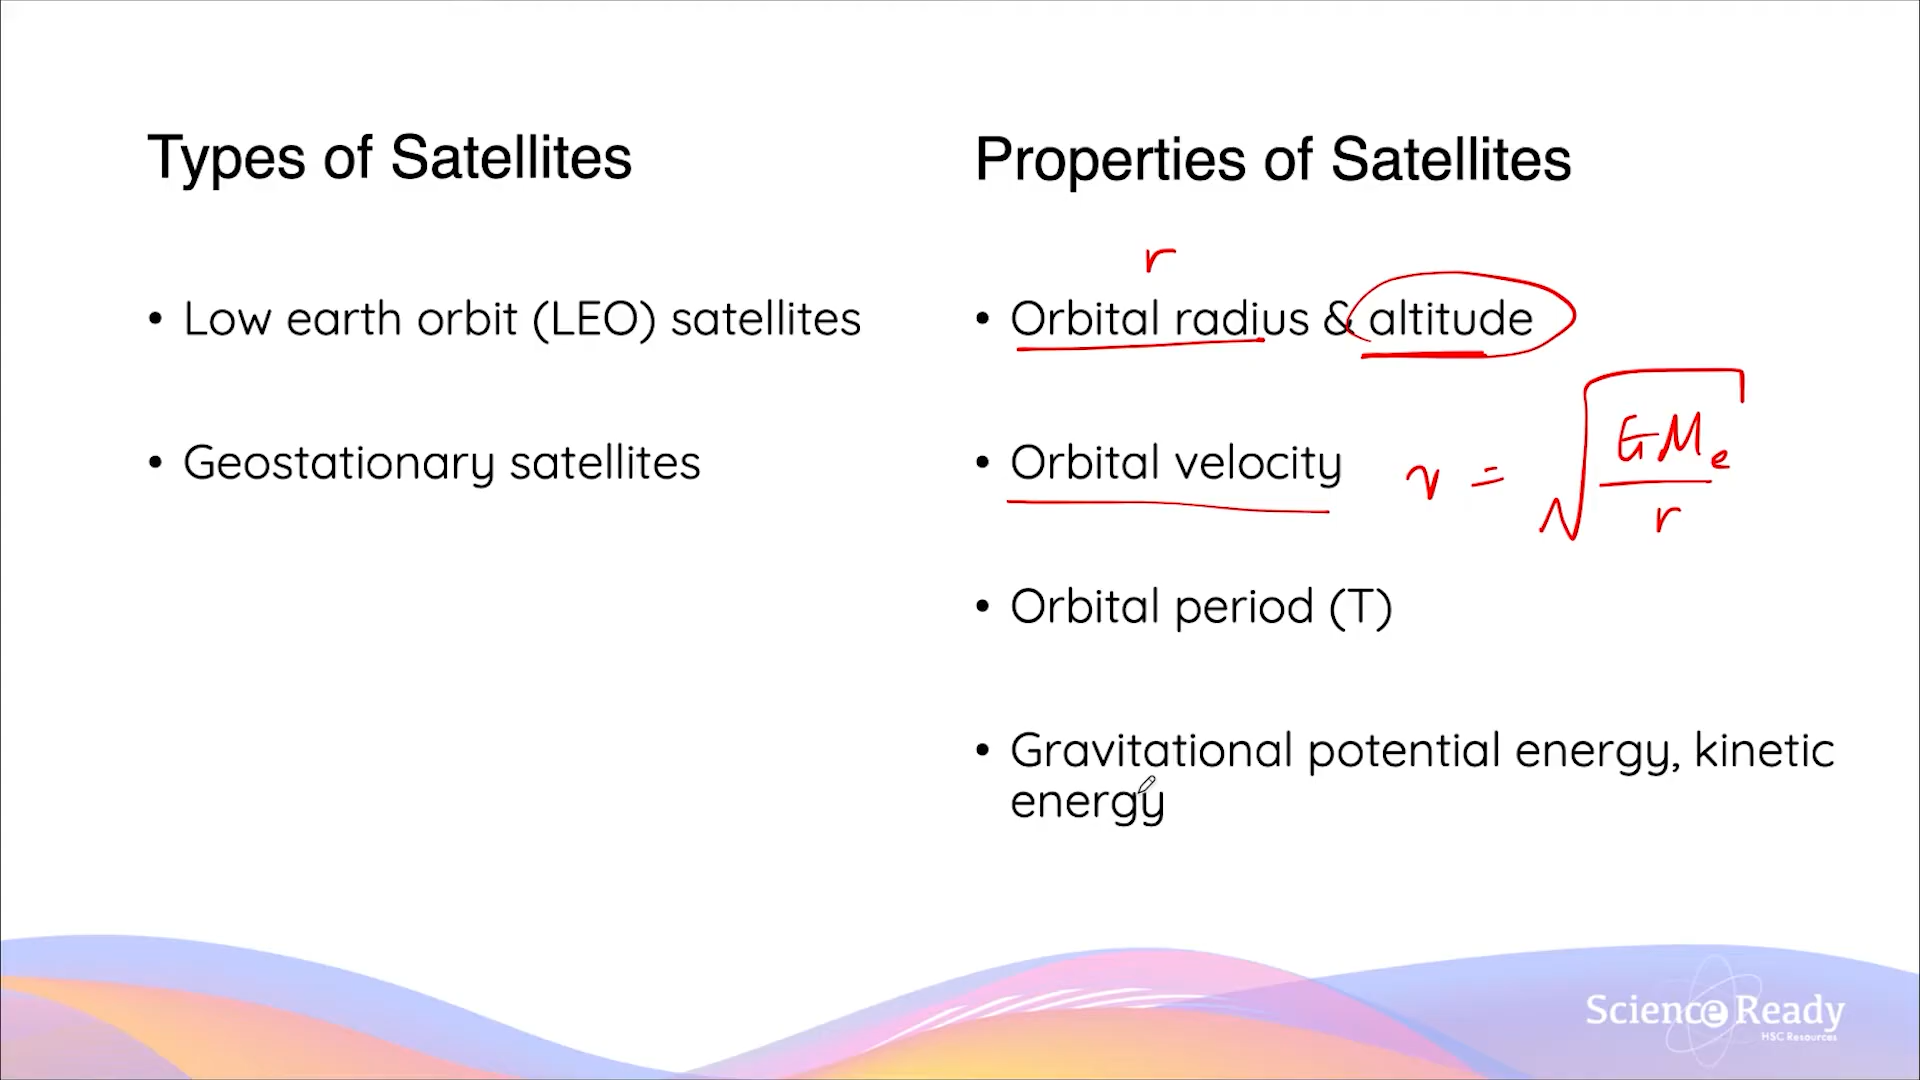 Types of Satellites
• Low earth orbit (LEO) satellites
• Geostationary satellites
Properties of Satellites
r
• Orbital radius & altitude
• Orbital velocity v = √(GMe/r)
• Orbital period (T)
• Gravitational potential energy, kinetic
energy
Science Ready
HSC Resources